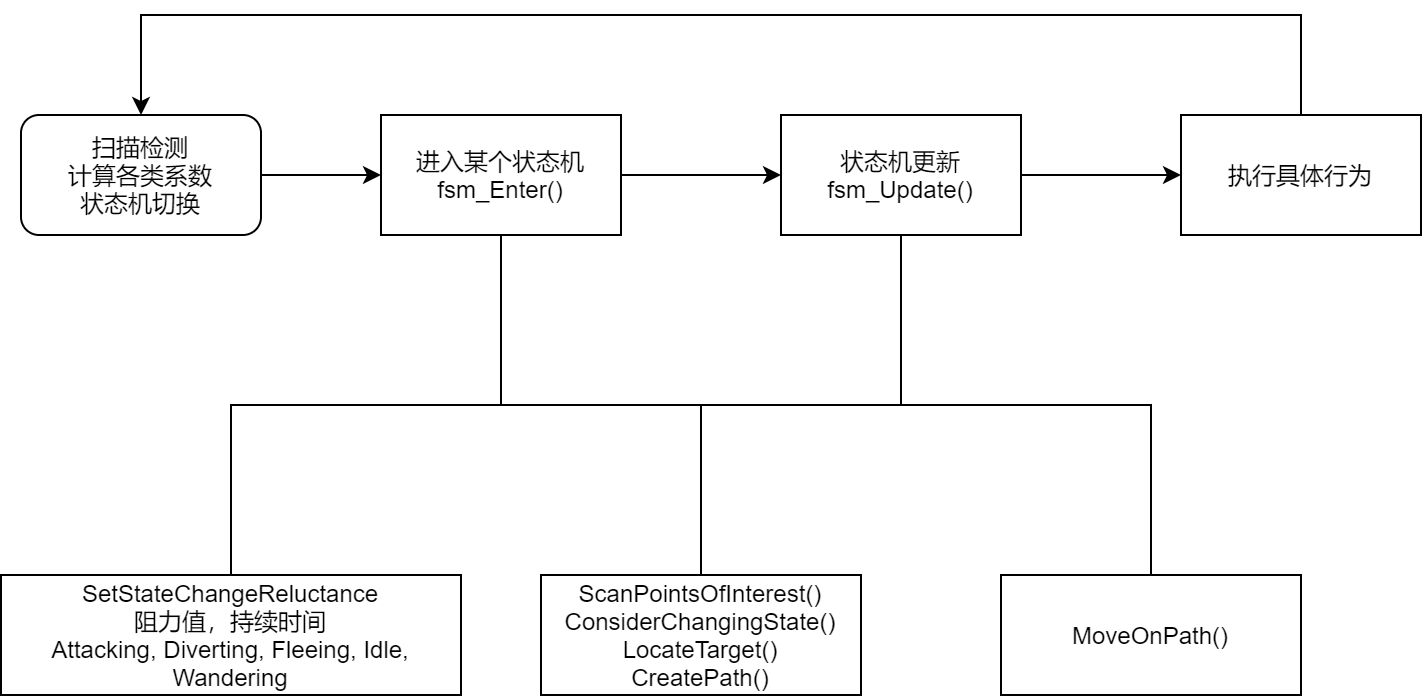 扫描检测
计算各类系数
状态机切换
进入某个状态机
fsm_Enter()
状态机更新
fsm_Update()
执行具体行为
SetStateChangeReluctance
阻力值，持续时间
Attacking, Diverting, Fleeing, Idle,
Wandering
ScanPointsOfInterest()
ConsiderChangingState()
LocateTarget()
CreatePath()
MoveOnPath()